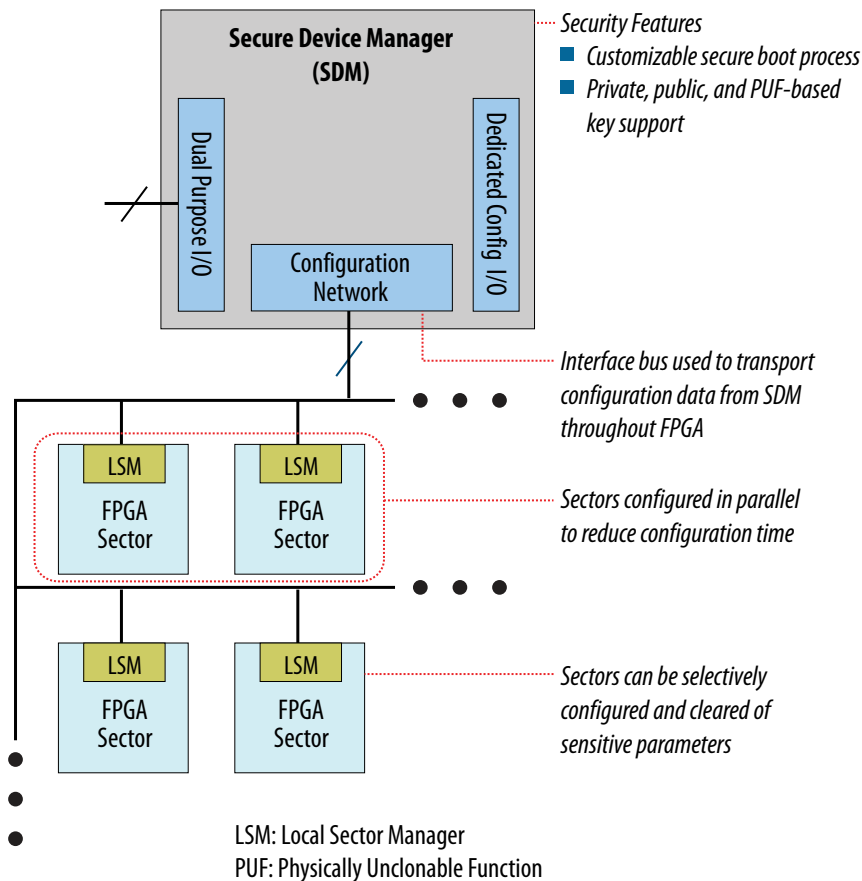 Secure Device Manager
(SDM)
Security Features
Customizable secure boot process
Private, public, and PUF-based
key support
Dual Purpose I/O
Dedicated Config I/O
Configuration
Network
Interface bus used to transport
configuration data from SDM
throughout FPGA
LSM
FPGA
Sector
LSM
FPGA
Sector
Sectors configured in parallel
to reduce configuration time
LSM
FPGA
Sector
LSM
FPGA
Sector
Sectors can be selectively
configured and cleared of
sensitive parameters
LSM: Local Sector Manager
PUF: Physically Unclonable Function